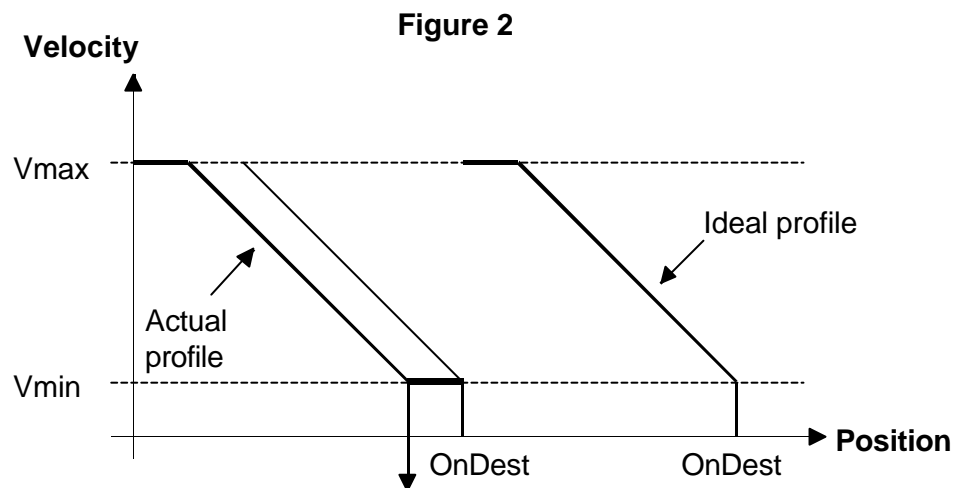 Figure 2
Velocity
Vmax
Ideal profile
Actual
profile
Vmin
Position
OnDest
OnDest